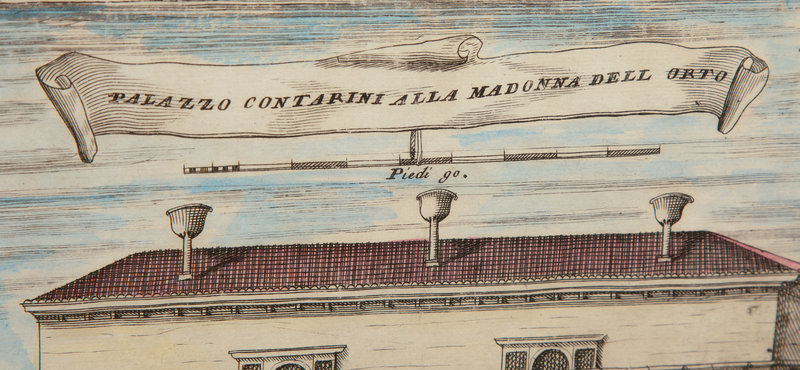 PALAZZO CONTARINI ALLA MADONNA DELL ORTO
Piedi 90.